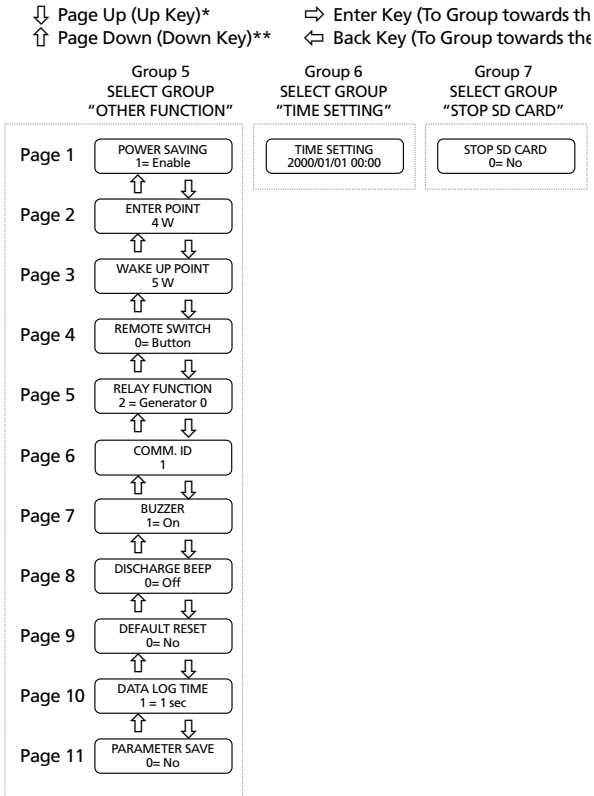 ⇩ Page Up (Up Key)*
⇧ Page Down (Down Key)**
⇨ Enter Key (To Group towards
⇦ Back Key (To Group towards
Group 5
SELECT GROUP
“OTHER FUNCTION”
Group 6
SELECT GROUP
“TIME SETTING”
Group 7
SELECT GROUP
“STOP SD CARD”
Page 1
POWER SAVING
1= Enable
TIME SETTING
2000/01/01 00:00
STOP SD CARD
0= No
Page 2
ENTER POINT
4 W
Page 3
WAKE UP POINT
5 W
Page 4
REMOTE SWITCH
0= Button
Page 5
RELAY FUNCTION
2 = Generator 0
Page 6
COMM. ID
1
Page 7
BUZZER
1= On
Page 8
DISCHARGE BEEP
0= Off
Page 9
DEFAULT RESET
0= No
Page 10
DATA LOG TIME
1 = 1 sec
Page 11
PARAMETER SAVE
0= No